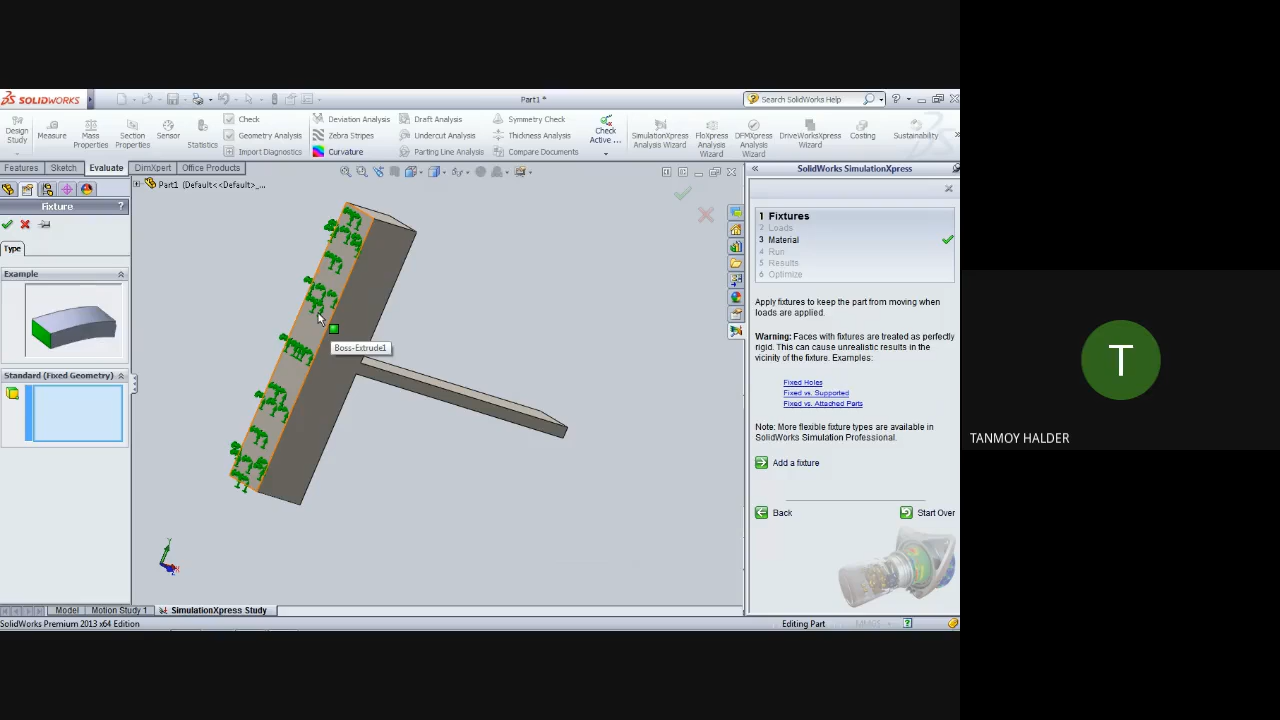 SOLIDWORKS
Part1 *
Search SolidWorks Help
Design Study
Measure
Mass Properties
Section Properties
Sensor
Statistics
Check
Geometry Analysis
Import Diagnostics
Deviation Analysis
Zebra Stripes
Curvature
Draft Analysis
Undercut Analysis
Parting Line Analysis
Symmetry Check
Thickness Analysis
Compare Documents
Check Active ...
SimulationXpress Analysis Wizard
FloXpress Analysis Wizard
DFMXpress Analysis Wizard
DriveWorksXpress Wizard
Costing
Sustainability
Features
Sketch
Evaluate
DimXpert
Office Products
SolidWorks SimulationXpress
Part1 (Default<<Default>_...
Fixture
?
Type
Example
Standard (Fixed Geometry)
Boss-Extrude1
1 Fixtures
2 Loads
3 Material
4 Run
5 Results
6 Optimize
Apply fixtures to keep the part from moving when
loads are applied.
Warning: Faces with fixtures are treated as perfectly
rigid. This can cause unrealistic results in the
vicinity of the fixture. Examples:
Fixed Holes
Fixed vs. Supported
Fixed vs. Attached Parts
Note: More flexible fixture types are available in
SolidWorks Simulation Professional.
Add a fixture
Back
Start Over
Model
Motion Study 1
SimulationXpress Study
SolidWorks Premium 2013 x64 Edition
Editing Part
MMGS
T
TANMOY HALDER